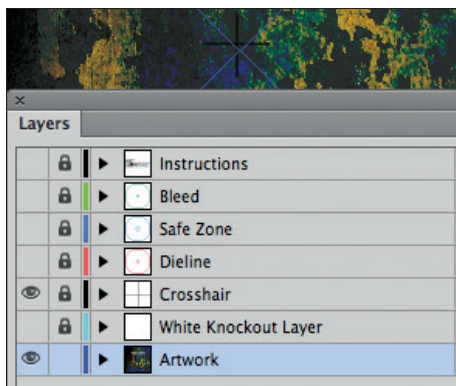 Layers
Instructions
Bleed
Safe Zone
Dieline
Crosshair
White Knockout Layer
Artwork